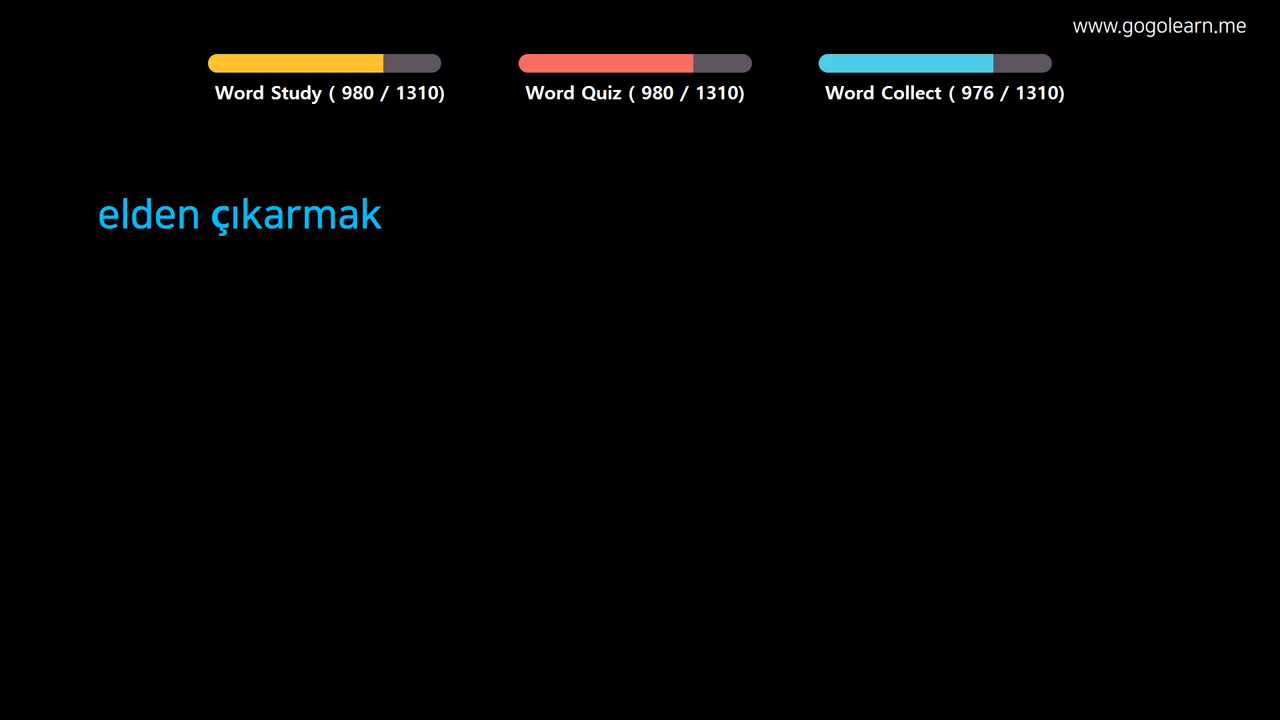 www.gogolearn.me
Word Study ( 980 / 1310)
Word Quiz ( 980 / 1310)
Word Collect ( 976 / 1310)
elden çıkarmak